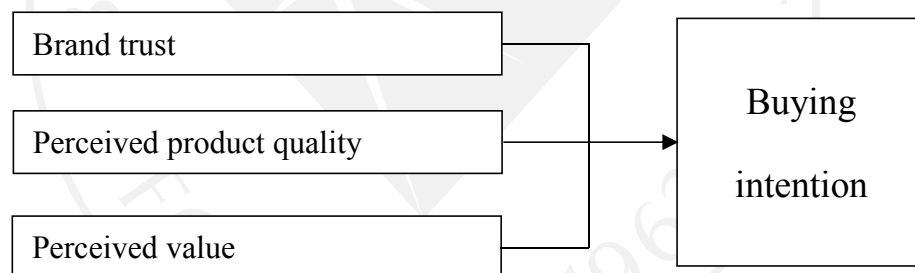 Brand trust
Perceived product quality
Perceived value
Buying
intention